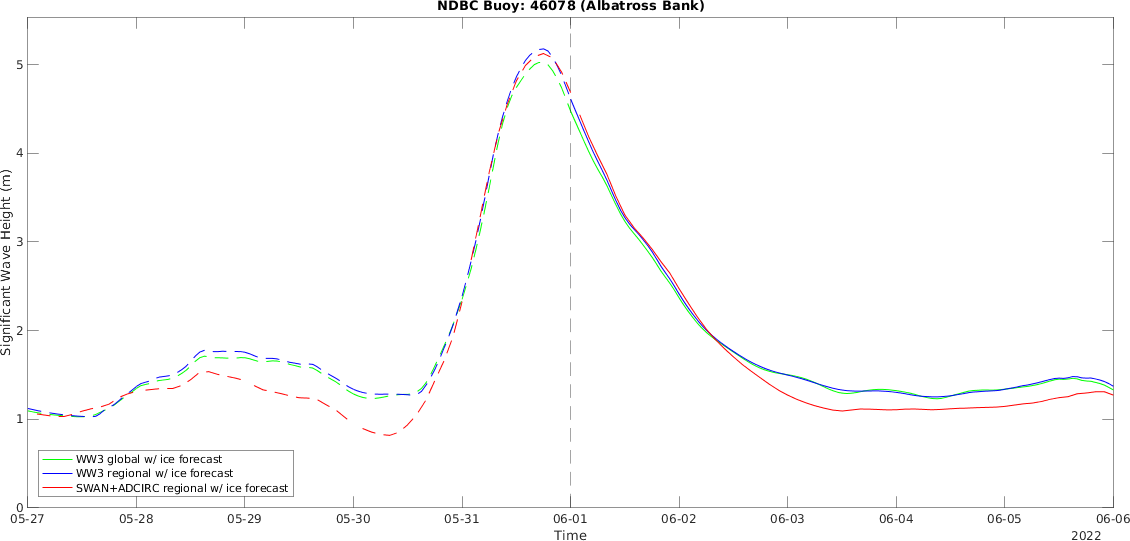 NDBC Buoy: 46078 (Albatross Bank)
Significant Wave Height (m)
5
4
3
2
1
0
WW3 global w/ ice forecast
WW3 regional w/ ice forecast
SWAN+ADCIRC regional w/ ice forecast
05-27 05-28 05-29 05-30 05-31 06-01 06-02 06-03 06-04 06-05 06-06
Time
2022